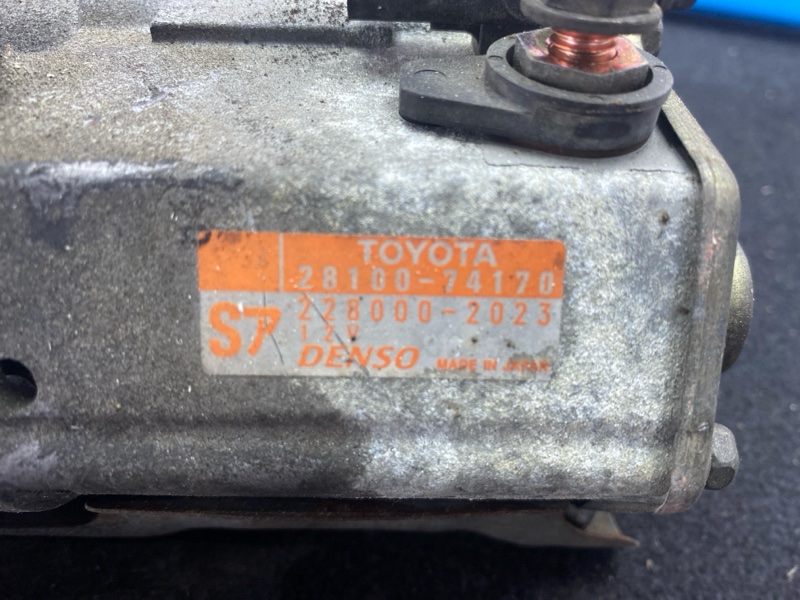 TOYOTA
28100-74170
S7
228000-2023
12V
DENSO MADE IN JAPAN